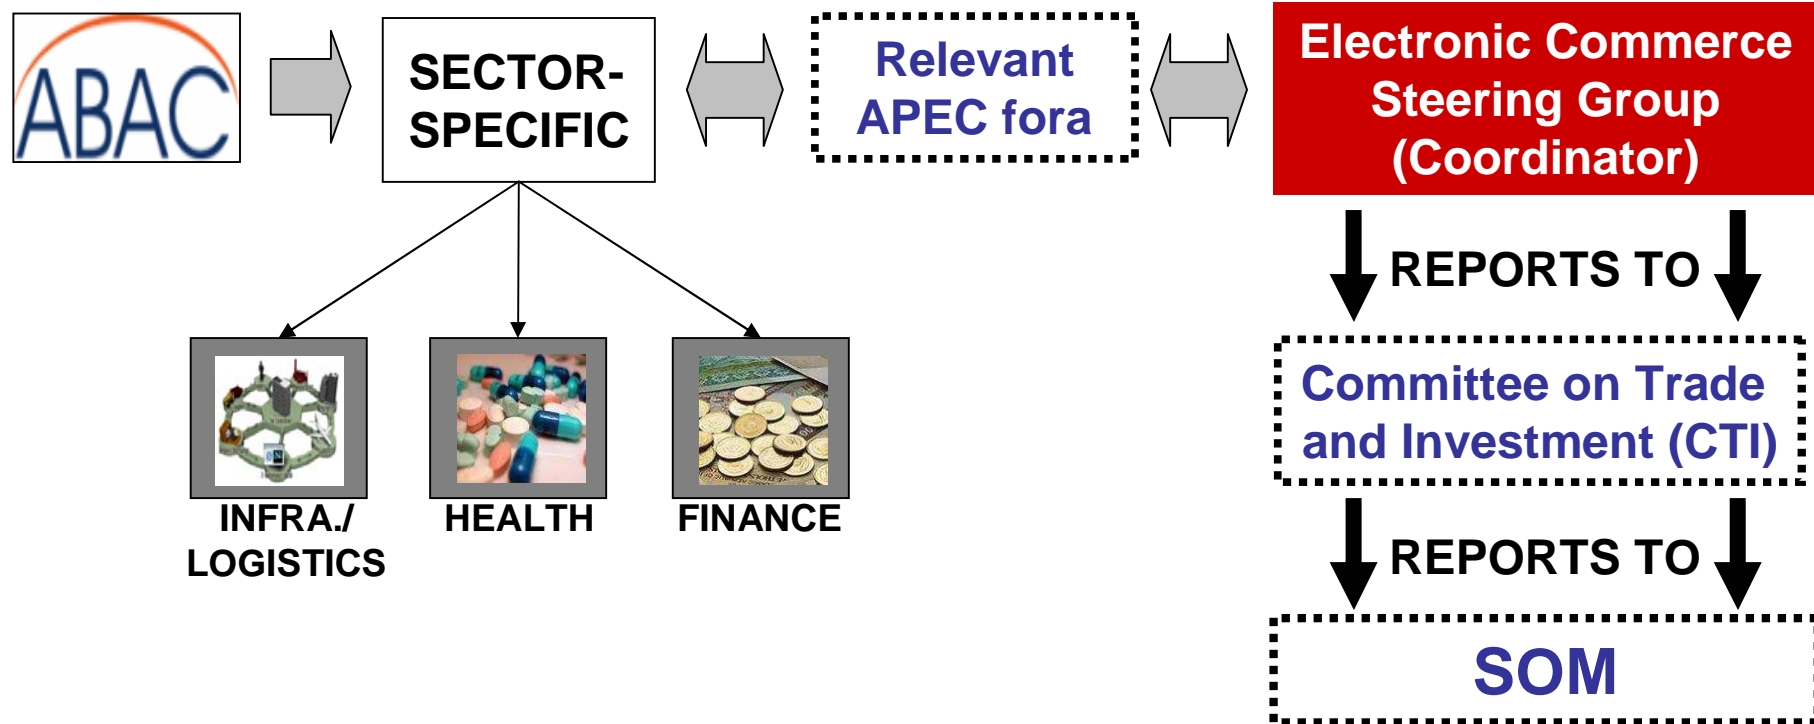 ABAC
SECTOR-
SPECIFIC
Relevant
APEC fora
Electronic Commerce
Steering Group
(Coordinator)
REPORTS TO
Committee on Trade
and Investment (CTI)
REPORTS TO
SOM
INFRA./
LOGISTICS
HEALTH
FINANCE